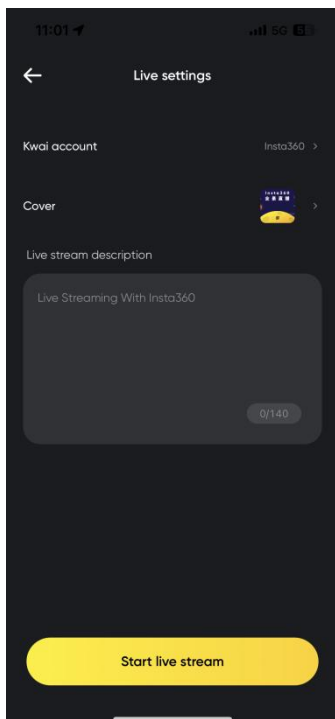 11:01
5G
Live settings
Kwai account
Insta360 >
Cover
Insta360
>
Live stream description
Live Streaming With Insta360
0/140
Start live stream